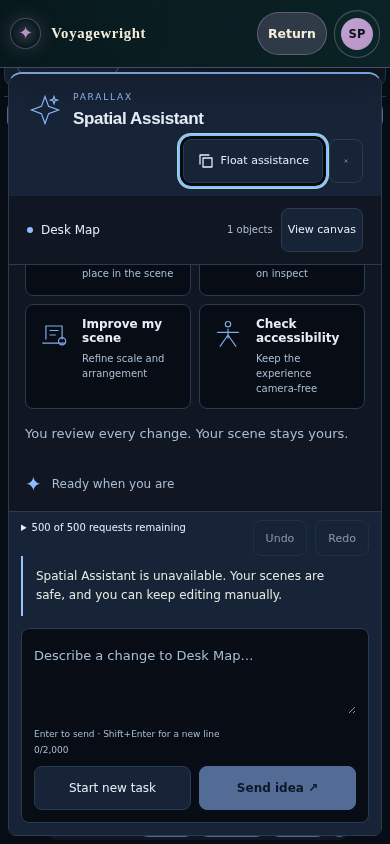 Voyagewright
Return
SP
PARALLAX
Spatial Assistant
Float assistance
Desk Map
1 objects
View canvas
place in the scene
on inspect
Improve my
scene
Refine scale and
arrangement
Check
accessibility
Keep the
experience
camera-free
You review every change. Your scene stays yours.
Ready when you are
500 of 500 requests remaining
Undo
Redo
Spatial Assistant is unavailable. Your scenes are
safe, and you can keep editing manually.
Describe a change to Desk Map...
Enter to send · Shift+Enter for a new line
0/2,000
Start new task
Send idea ↗